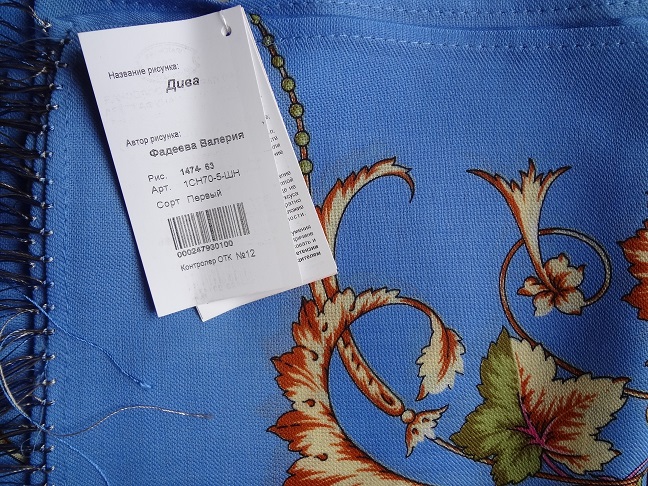 Название рисунка:
Дива
Автор рисунка:
Фадеева Валерия
Рис. 1474- 63
Арт. 1СН70-5-ШН
Сорт Первый
000247930100
Контролер ОТК №12